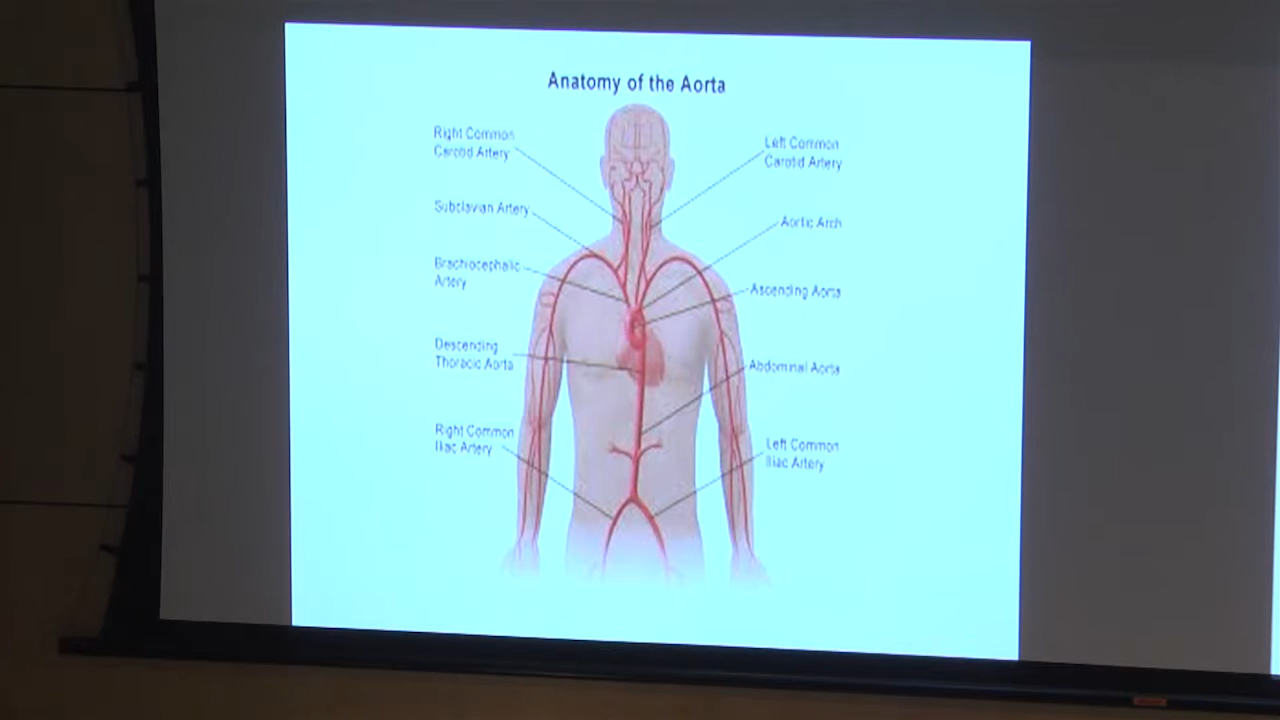 Anatomy of the Aorta
Right Common
Carotid Artery
Subclavian Artery
Brachiocephalic
Artery
Descending
Thoracic Aorta
Right Common
Iliac Artery
Left Common
Carotid Artery
Aortic Arch
Ascending Aorta
Abdominal Aorta
Left Common
Iliac Artery